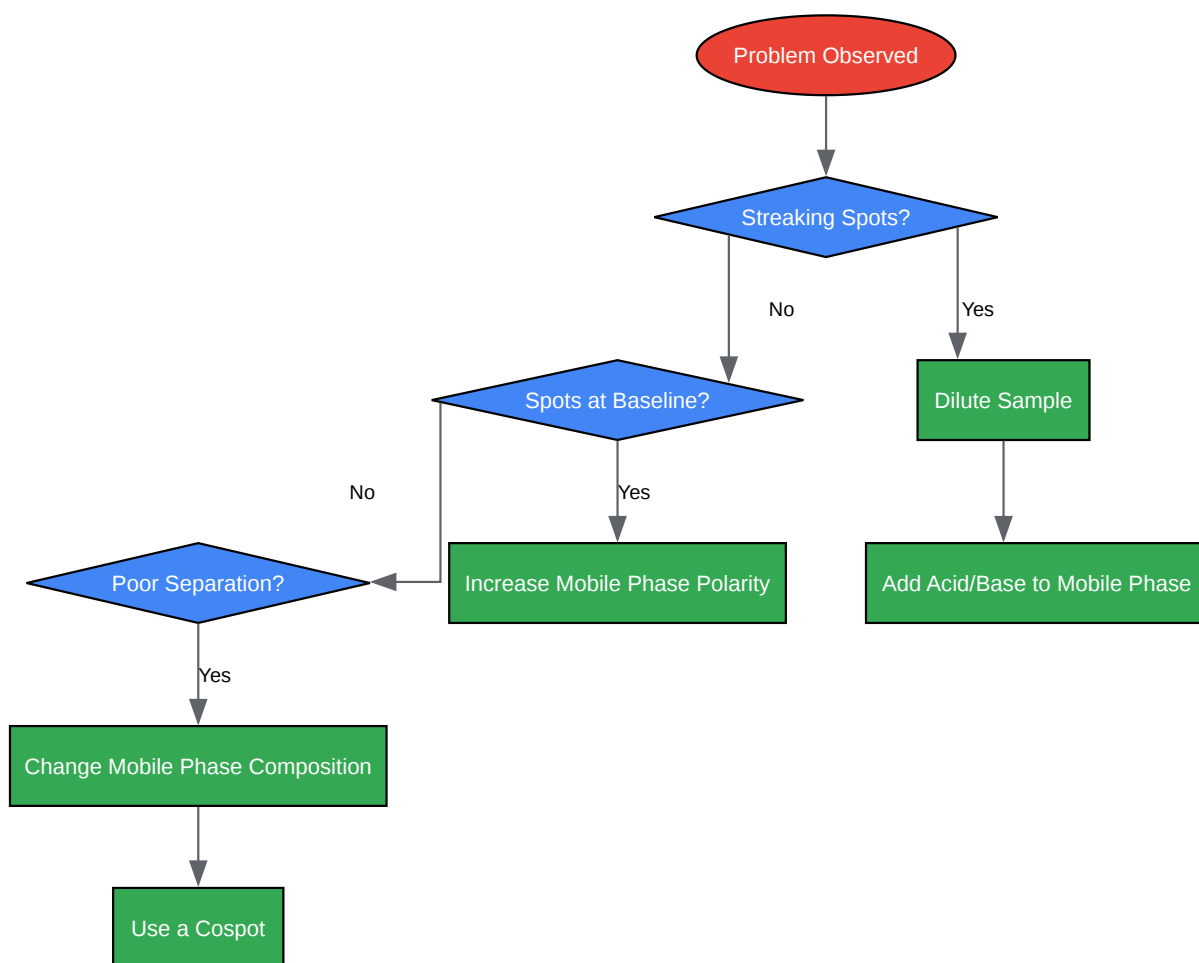 Problem Observed
Streaking Spots?
No
Yes
Spots at Baseline?
Dilute Sample
No
Yes
Poor Separation?
Increase Mobile Phase Polarity
Add Acid/Base to Mobile Phase
Yes
Change Mobile Phase Composition
Use a Cospot